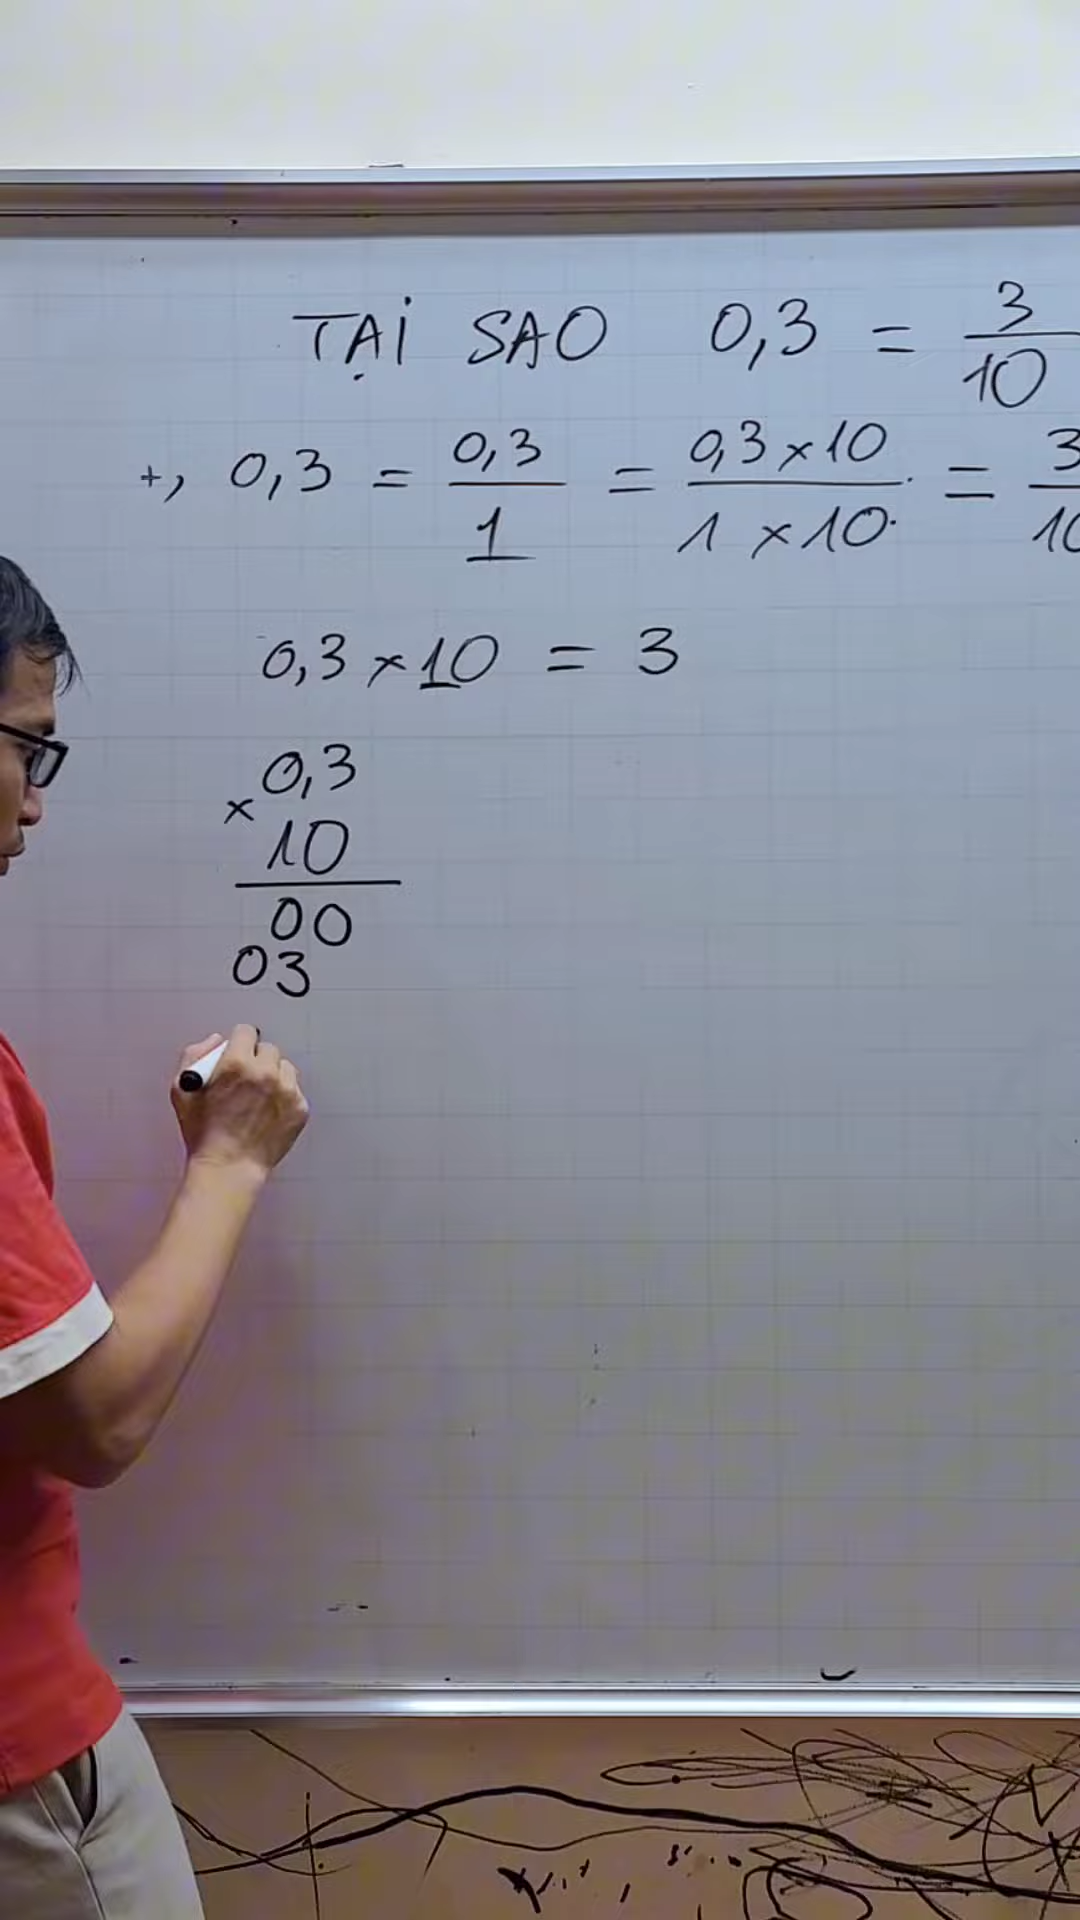 TẠI SAO 0,3 = 3/10
+, 0,3 = 0,3/1 = 0,3 x 10/1 x 10 = 3/10
0,3 x 10 = 3
0,3
x
10
00
03